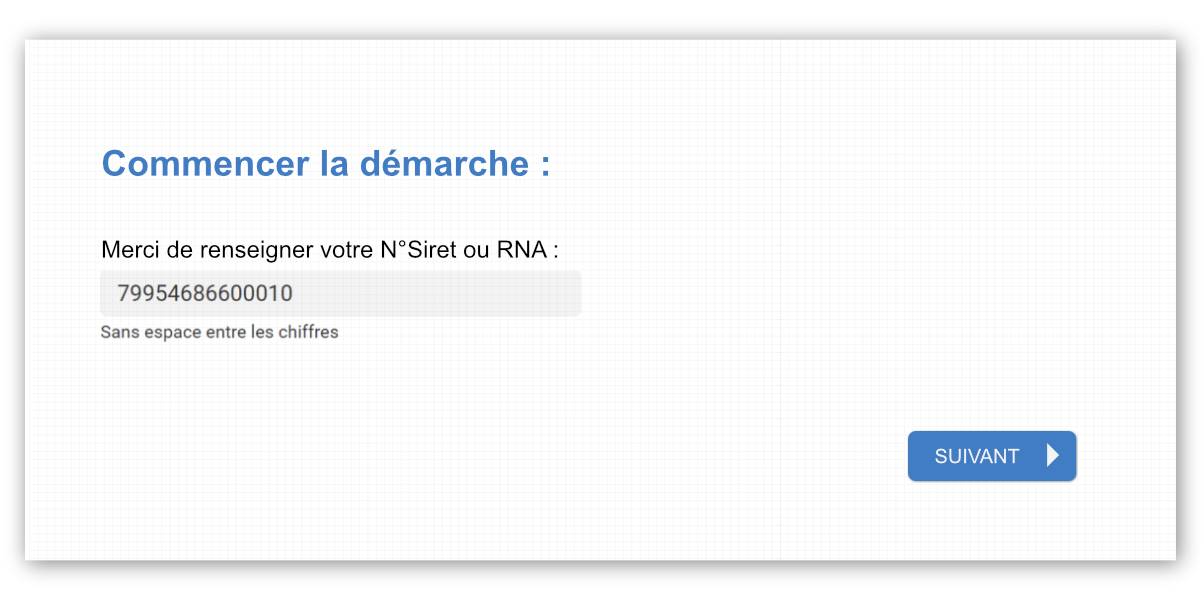 Commencer la démarche :
Merci de renseigner votre N°Siret ou RNA :
79954686600010
Sans espace entre les chiffres
SUIVANT